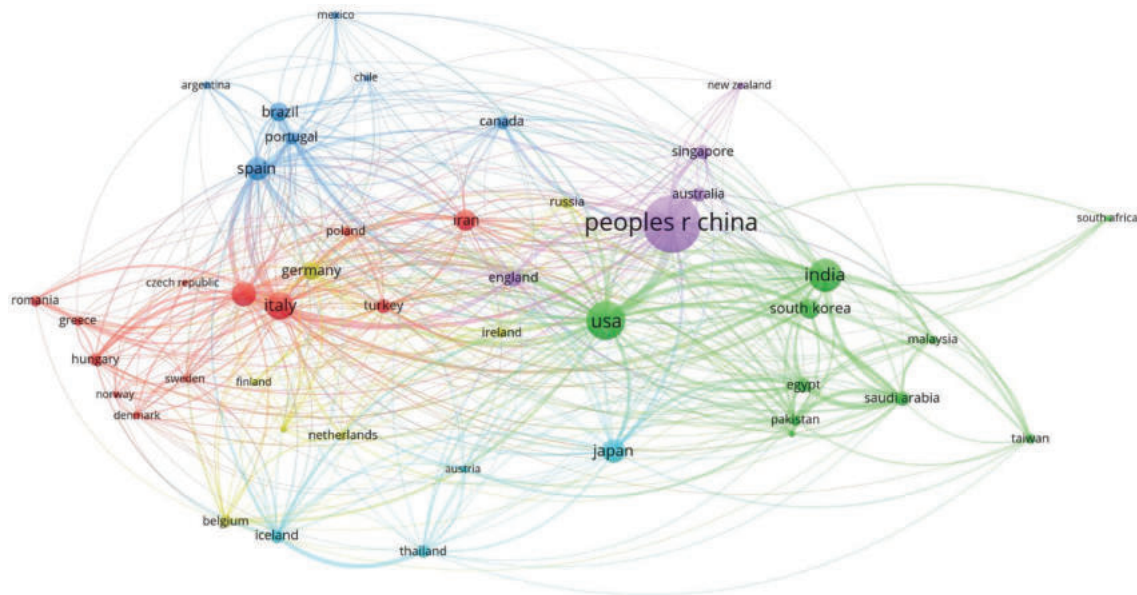 mexico
argentina
chile
new zealand
brazil
canada
portugal
singapore
spain
australia
russia
iran
peoples r china
south africa
poland
germany
india
england
czech republic
romania
italy
turkey
south korea
greece
usa
ireland
malaysia
hungary
sweden
finland
egypt
norway
saudi arabia
denmark
pakistan
netherlands
taiwan
japan
austria
belgium
iceland
thailand